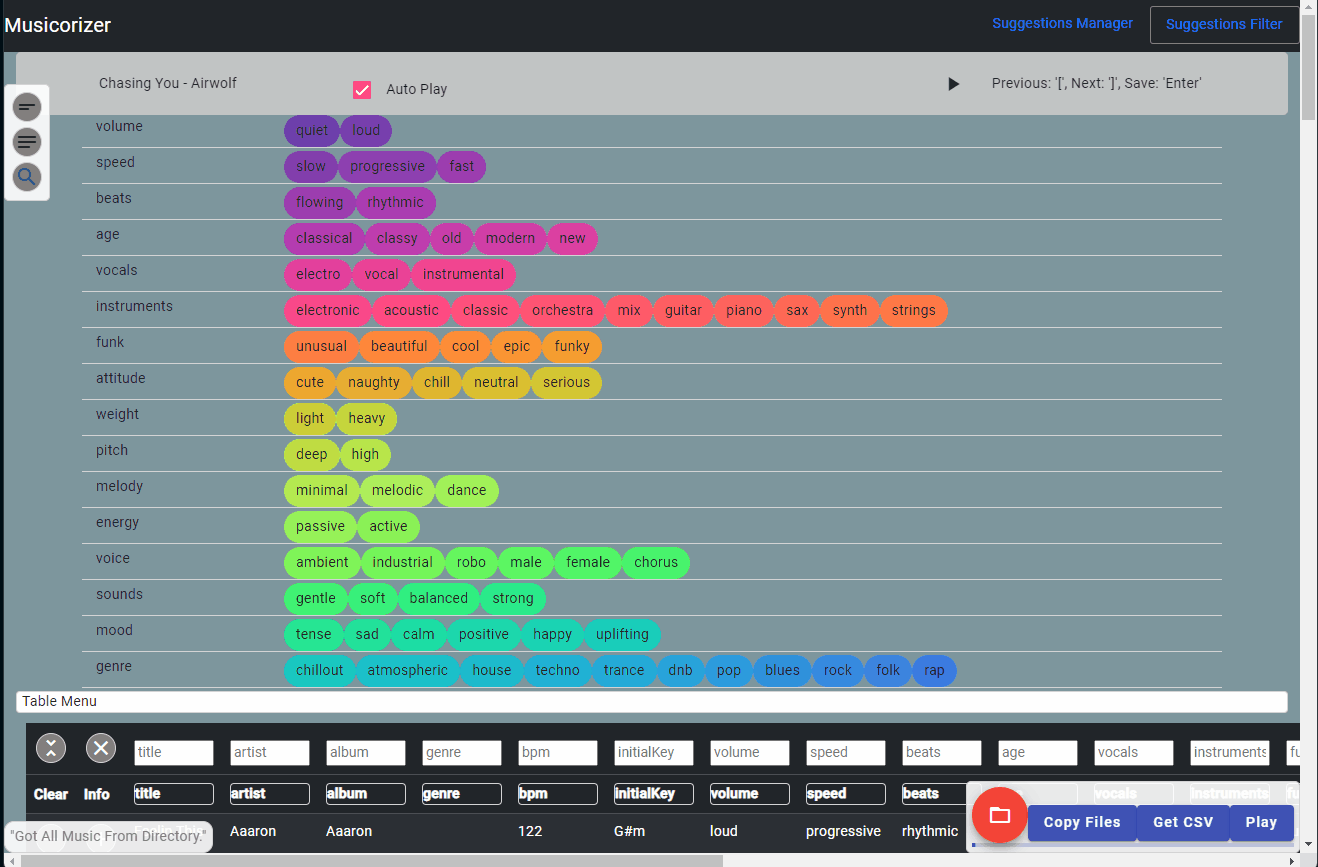 Musicorizer
Suggestions Manager
Suggestions Filter
Chasing You - Airwolf
Auto Play
Previous: '[', Next: ']', Save: 'Enter'
volume quiet loud
speed slow progressive fast
beats flowing rhythmic
age classical classy old modern new
vocals electro vocal instrumental
instruments electronic acoustic classic orchestra mix guitar piano sax synth strings
funk unusual beautiful cool epic funky
attitude cute naughty chill neutral serious
weight light heavy
pitch deep high
melody minimal melodic dance
energy passive active
voice ambient industrial robo male female chorus
sounds gentle soft balanced strong
mood tense sad calm positive happy uplifting
genre chillout atmospheric house techno trance dnb pop blues rock folk rap
Table Menu
title artist album genre bpm initialKey volume speed beats age vocals instruments fu
Clear Info title artist album genre bpm initialKey volume speed beats vocals instruments fu
Aaaron Aaaron 122 G#m loud progressive rhythmic
"Got All Music From Directory."
Copy Files Get CSV Play